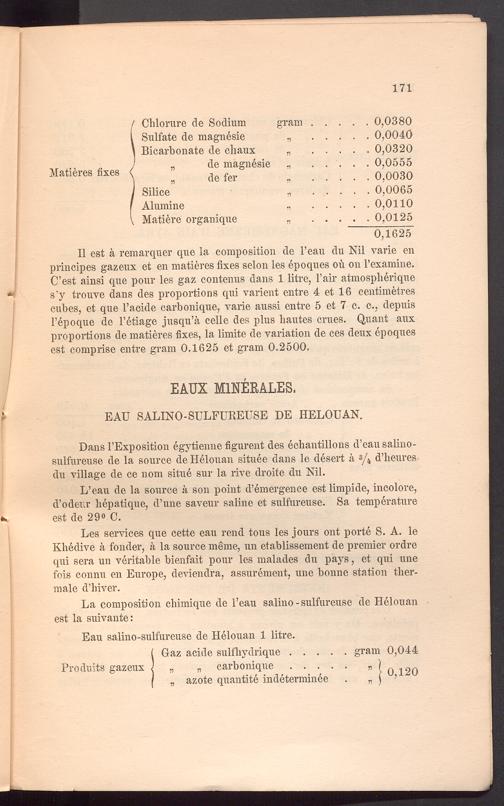 171
Chlorure de Sodium gram . . . . . 0,0380
Sulfate de magnésie „ . . . . . 0,0040
Bicarbonate de chaux „ . . . . . 0,0320
„ de magnésie „ . . . . . 0,0555
Matières fixes
„ de fer „ . . . . . 0,0030
Silice „ . . . . . 0,0065
Alumine „ . . . . . 0,0110
Matière organique „ . . . . . 0,0125
0,1625
Il est à remarquer que la composition de l'eau du Nil varie en
principes gazeux et en matières fixes selon les époques où on l'examine.
C'est ainsi que pour les gaz contenus dans 1 litre, l'air atmosphérique
s'y trouve dans des proportions qui varient entre 4 et 16 centimètres
cubes, et que l'acide carbonique, varie aussi entre 5 et 7 c. c., depuis
l'époque de l'étiage jusqu'à celle des plus hautes crues. Quant aux
proportions de matières fixes, la limite de variation de ces deux époques
est comprise entre gram 0.1625 et gram 0.2500.
EAUX M1NÉRALES.
EAU SALINO-SULFUREUSE DE HELOUAN.
Dans l'Exposition égytienne figurent des échantillons d'eau salino-
sulfureuse de la source de Hélouan située dans le désert à 3/4 d'heures
du village de ce nom situé sur la rive droite du Nil.
L'eau de la source à son point d'émergence est limpide, incolore,
d'odeur hépatique, d'une saveur saline et sulfureuse. Sa température
est de 29º C.
Les services que cette eau rend tous les jours ont porté S. A. le
Khédive à fonder, à la source même, un etablissement de premier ordre
qui sera un véritable bienfait pour les malades du pays, et qui une
fois connu en Europe, deviendra, assurément, une bonne station ther-
male d'hiver.
La composition chimique de l'eau salino-sulfureuse de Hélouan
est la suivante:
Eau salino-sulfureuse de Hélouan 1 litre.
Gaz acide sulfhydrique . . . . . gram 0,044
Produits gazeux „ „ carbonique . . . . . „ 0,120
„ azote quantité indéterminée . „